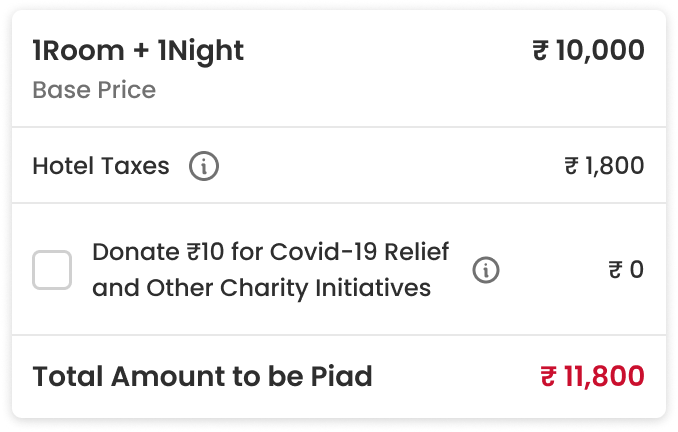 1Room + 1Night
₹ 10,000
Base Price
Hotel Taxes
₹ 1,800
Donate ₹10 for Covid-19 Relief
and Other Charity Initiatives
₹ 0
Total Amount to be Piad
₹ 11,800